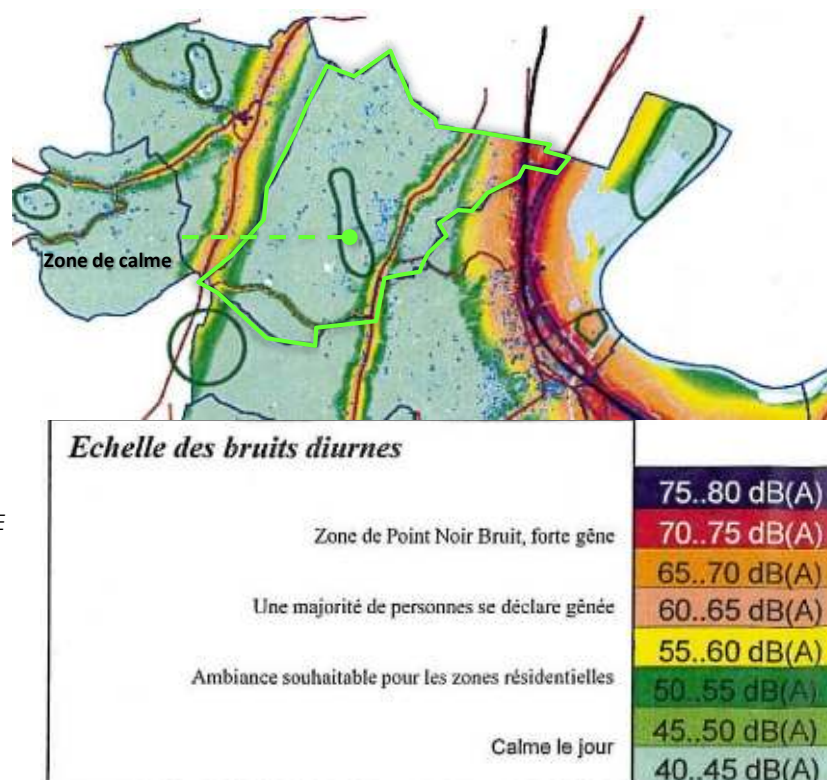 Zone de calme
Echelle des bruits diurnes
75..80 dB(A)
E
Zone de Point Noir Bruit, forte gêne
70..75 dB(A)
65..70 dB(A)
Une majorité de personnes se déclare gênée
60..65 dB(A)
55..60 dB(A)
Ambiance souhaitable pour les zones résidentielles
50..55 dB(A)
45..50 dB(A)
Calme le jour
40..45 dB(A)